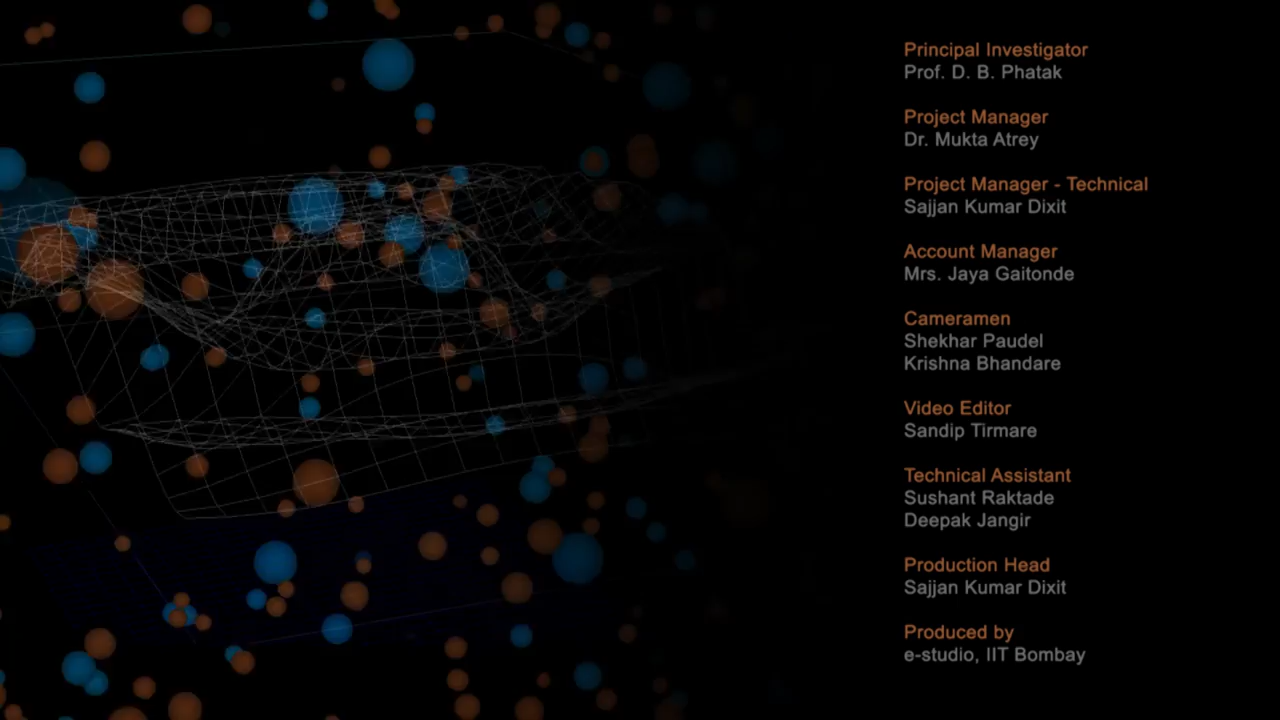 Principal Investigator
Prof. D. B. Phatak
Project Manager
Dr. Mukta Atrey
Project Manager - Technical
Sajjan Kumar Dixit
Account Manager
Mrs. Jaya Gaitonde
Cameramen
Shekhar Paudel
Krishna Bhandare
Video Editor
Sandip Tirmare
Technical Assistant
Sushant Raktade
Deepak Jangir
Production Head
Sajjan Kumar Dixit
Produced by
e-studio, IIT Bombay